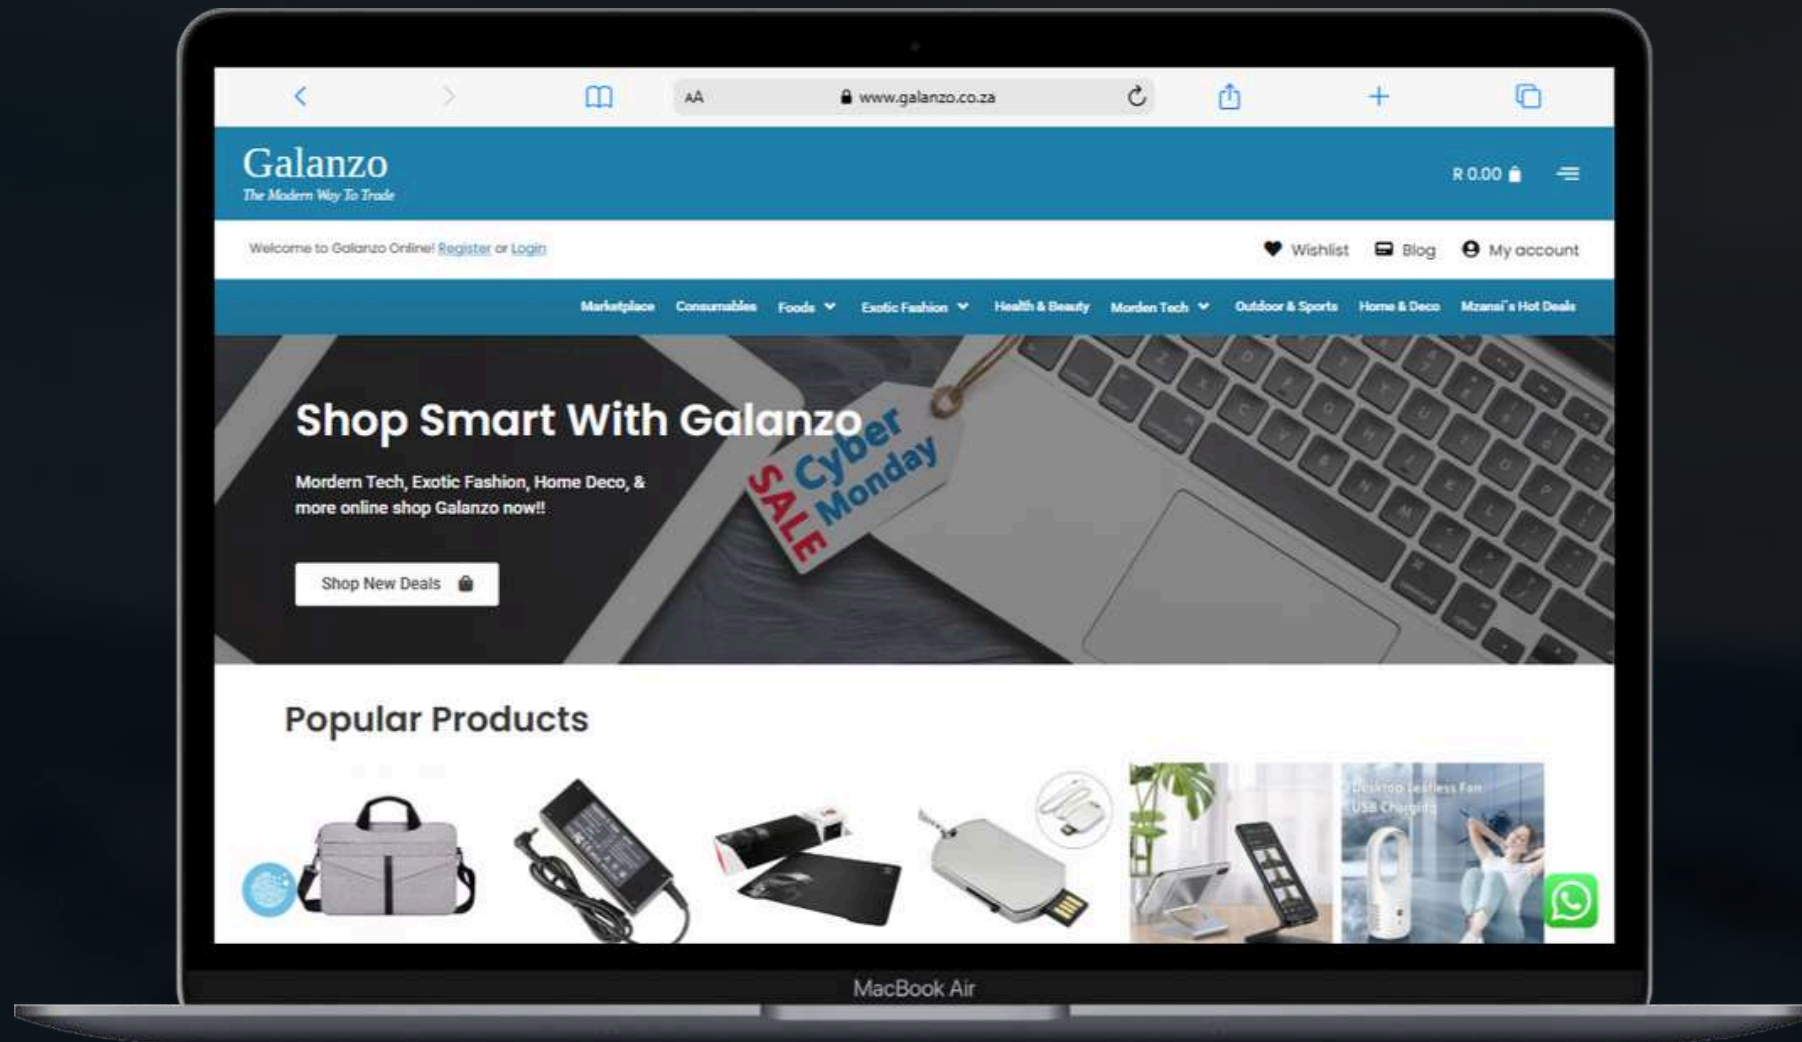 AA
www.galanzo.co.za
Galanzo
The Modern Way To Trade
R 0.00
Welcome to Galanzo Online! Register or Login
Wishlist
Blog
My account
Marketplace
Consumables
Foods
Exotic Fashion
Health & Beauty
Morden Tech
Outdoor & Sports
Home & Deco
Mzansi`s Hot Deals
Shop Smart With Galanzo
Mordern Tech, Exotic Fashion, Home Deco, &
more online shop Galanzo now!!
Shop New Deals
SALE
Cyber
Monday
Popular Products
Desktop Leafless Fan
USB Charging
MacBook Air